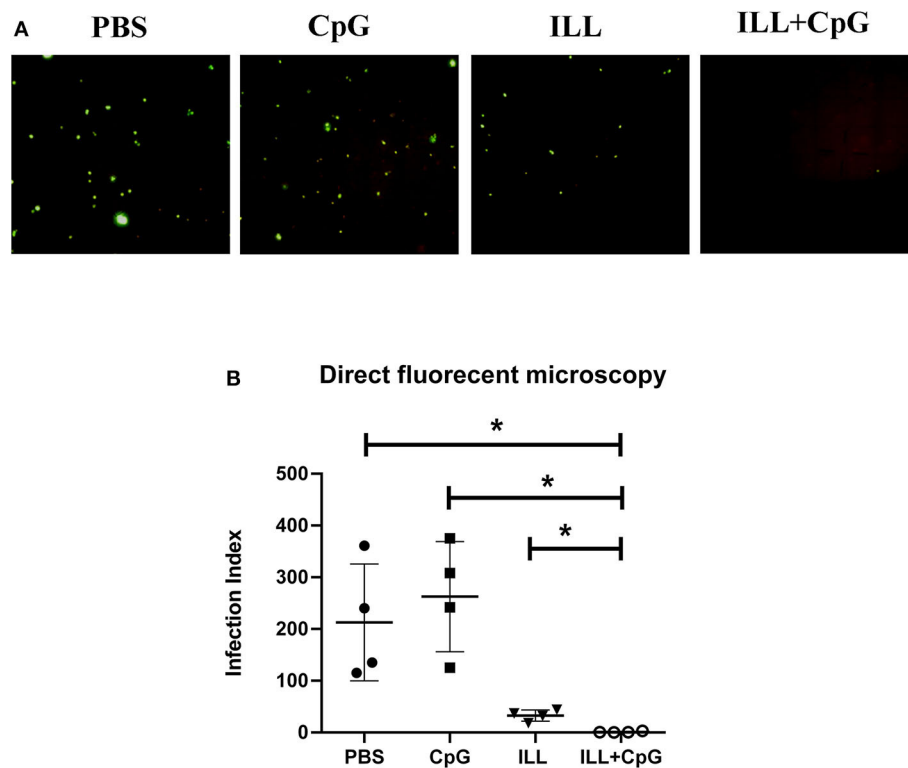 A
PBS CpG ILL ILL+CpG
B
Direct fluorecent microscopy
*
*
*
500
400
300
200
100
0
Infection Index
PBS CpG ILL ILL+CpG